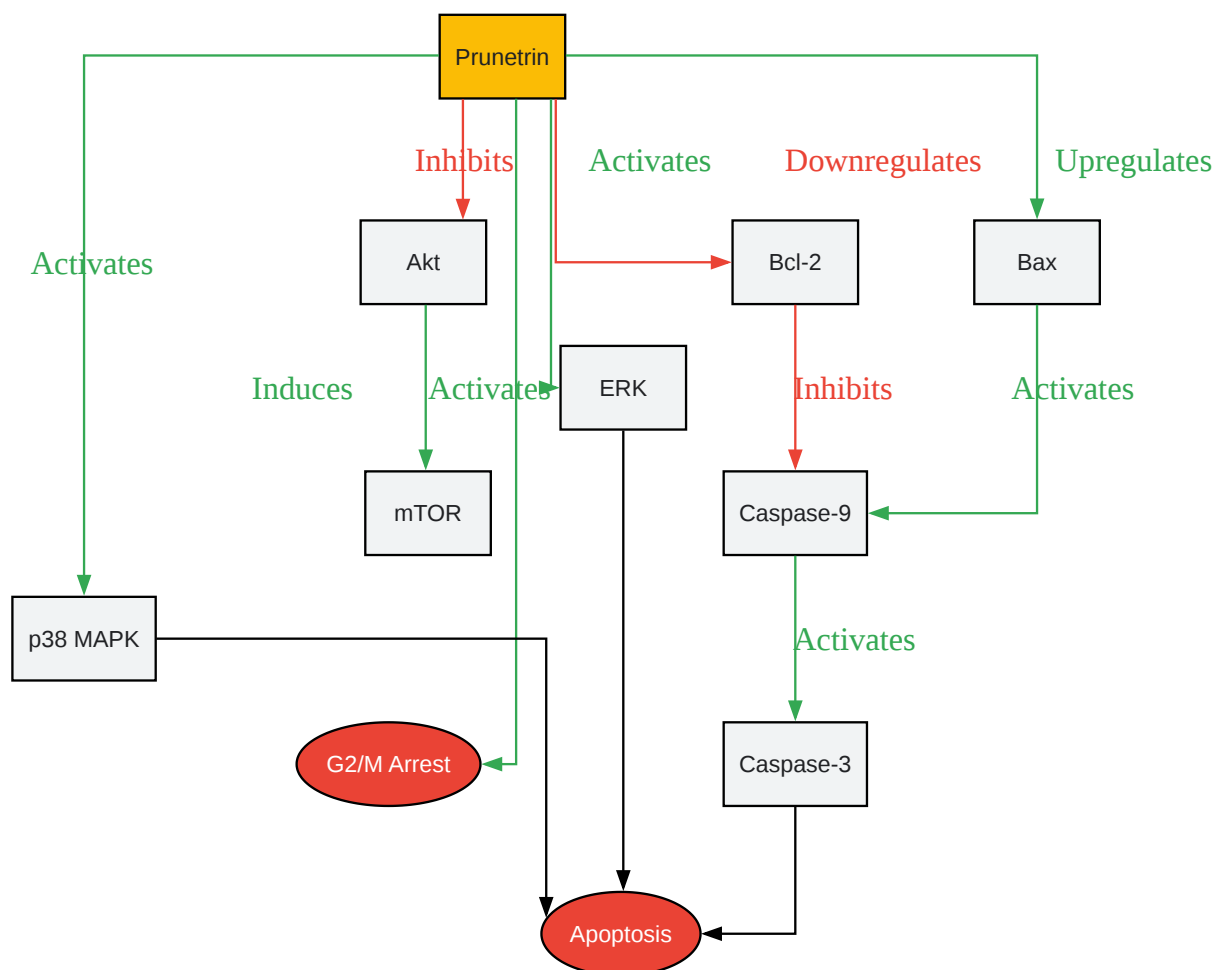 Prunetrin
Inhibits
Activates
Downregulates
Upregulates
Activates
Akt
Bcl-2
Bax
Induces
Activates
ERK
Inhibits
Activates
mTOR
Caspase-9
p38 MAPK
Activates
G2/M Arrest
Caspase-3
Apoptosis